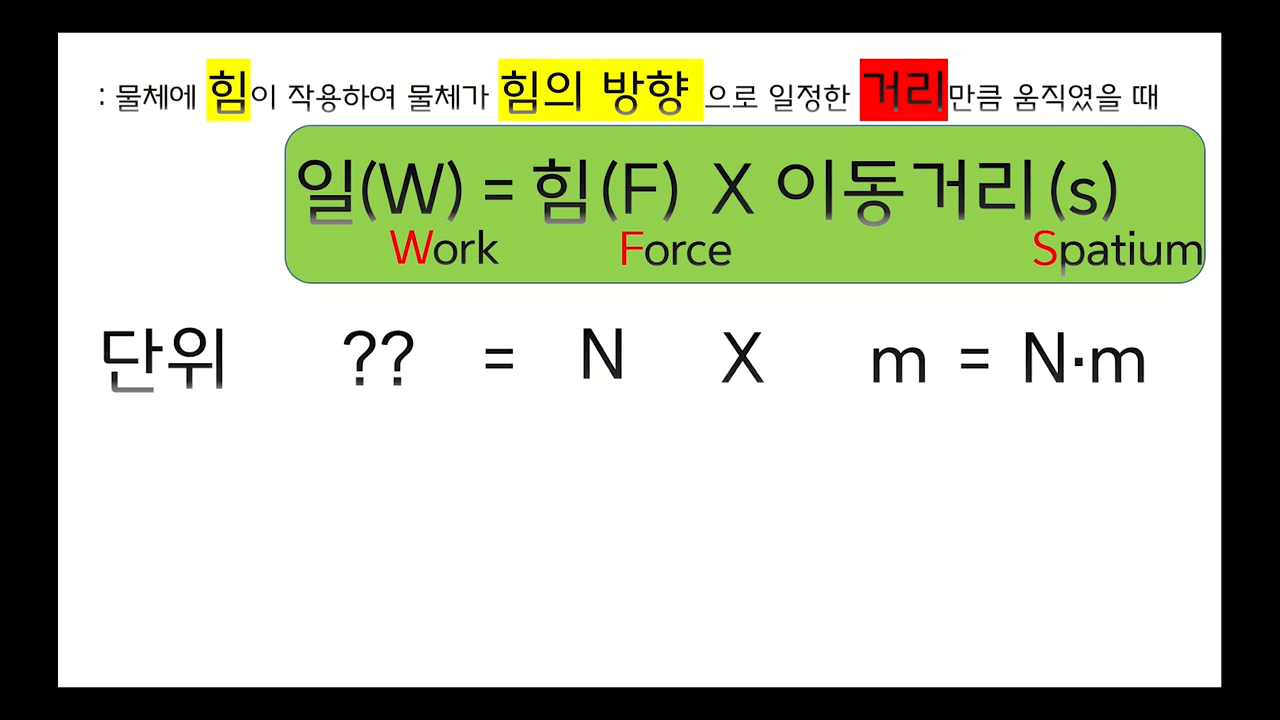 : 물체에 힘이 작용하여 물체가 힘의 방향 으로 일정한 거리만큼 움직였을 때
일(W) = 힘(F) X 이동거리(s)
Work Force Spatium
단위 ?? = N X m = N·m